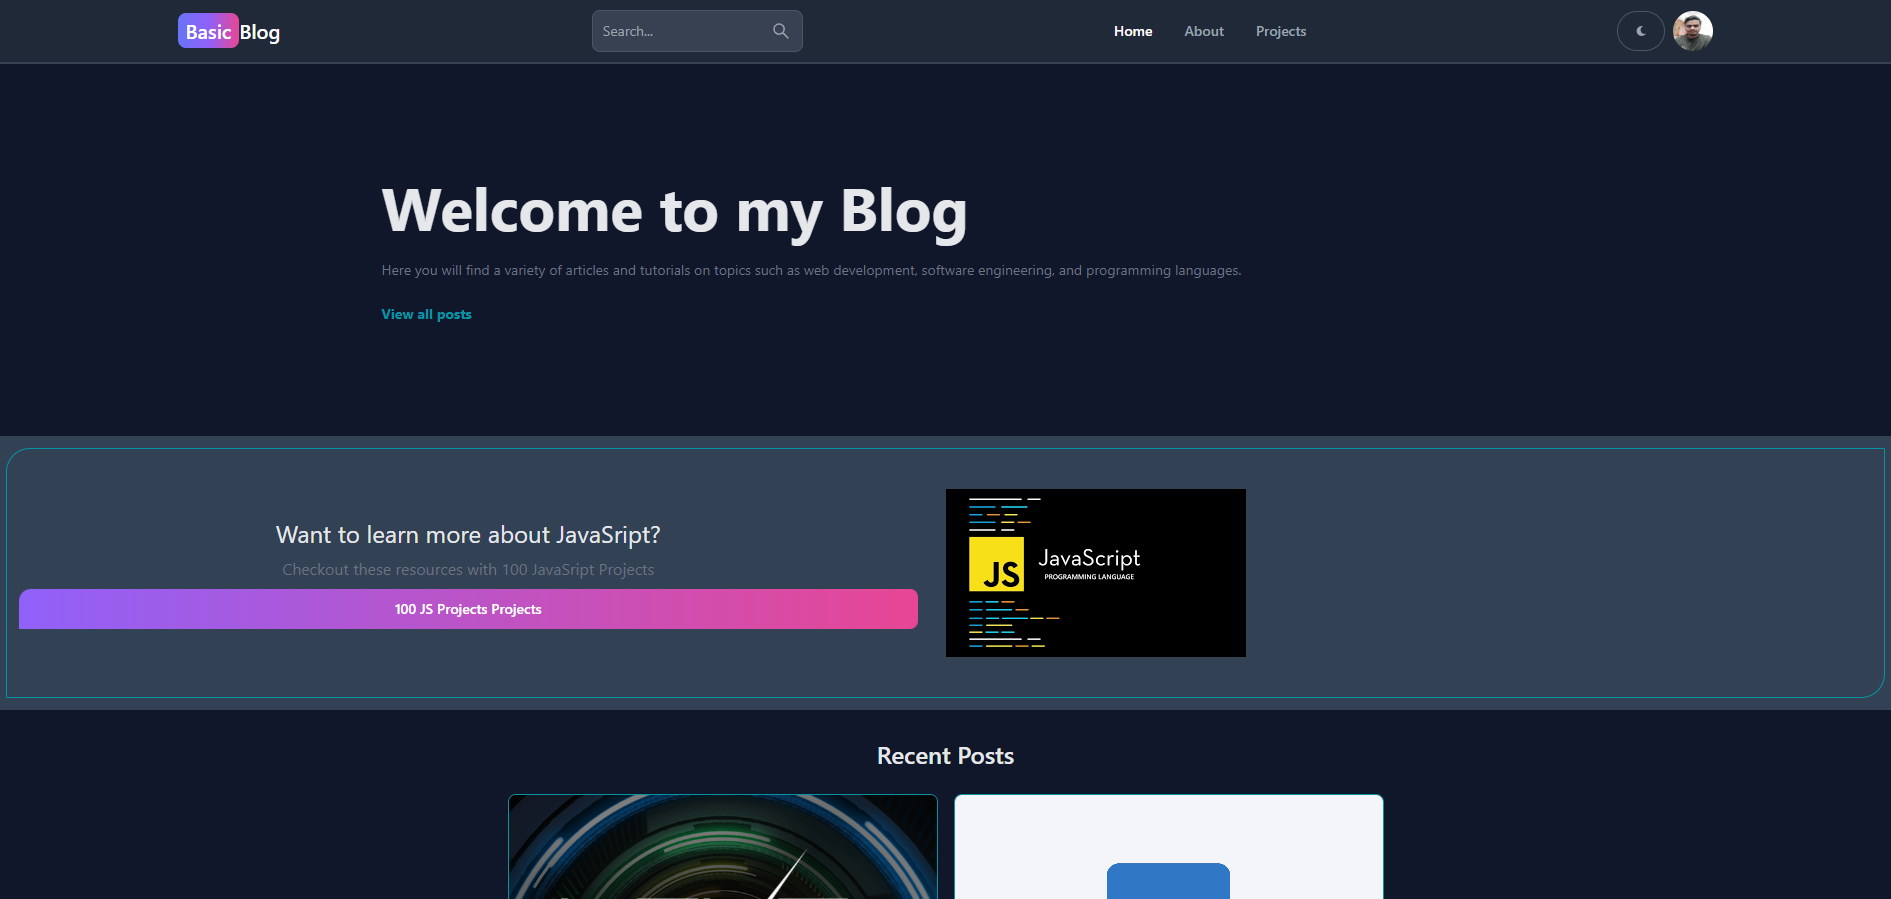 Basic Blog
Search...
Home
About
Projects
Welcome to my Blog
Here you will find a variety of articles and tutorials on topics such as web development, software engineering, and programming languages.
View all posts
Want to learn more about JavaSript?
Checkout these resources with 100 JavaSript Projects
100 JS Projects Projects
JS
JavaScript
PROGRAMMING LANGUAGE
Recent Posts